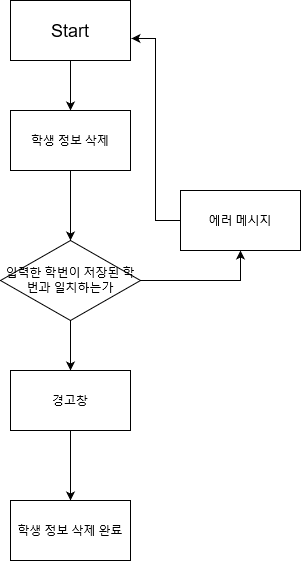 Start
학생 정보 삭제
에러 메시지
입력한 학번이 저장된 학
번과 일치하는가
경고창
학생 정보 삭제 완료